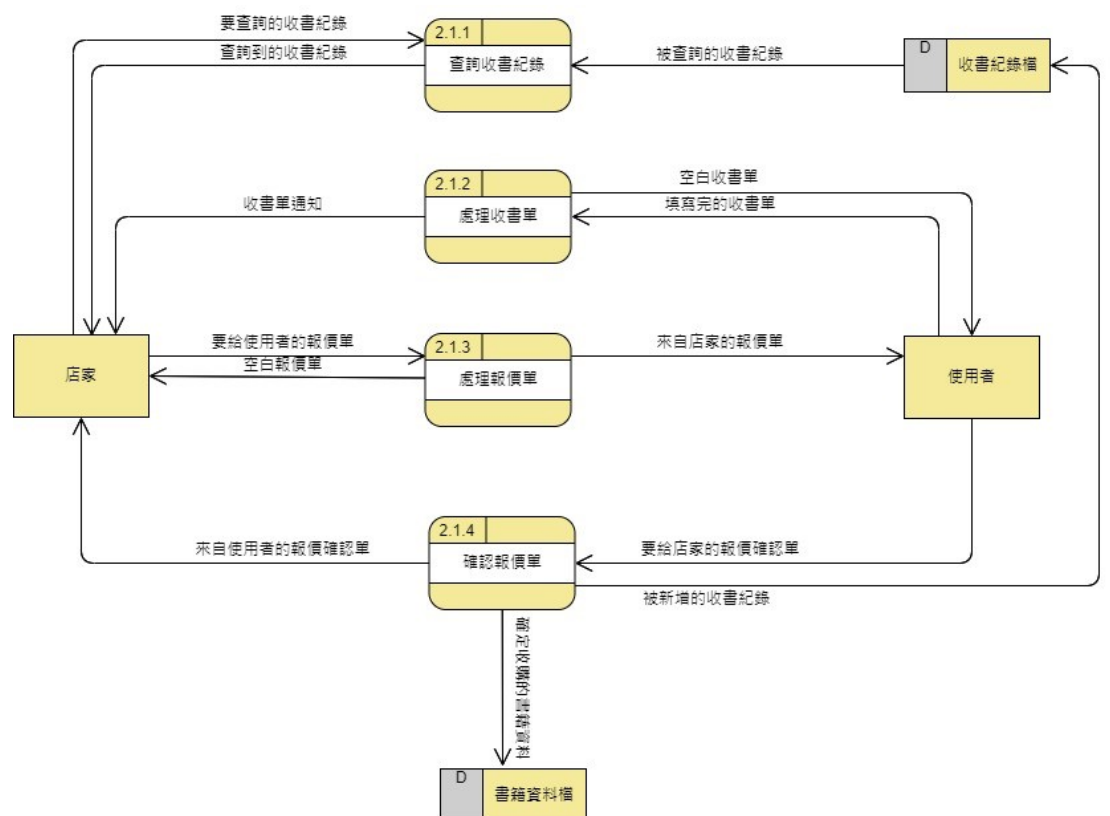 要查詢的收書紀錄
查詢到的收書紀錄
2.1.1
查詢收書紀錄
被查詢的收書紀錄
D
收書紀錄檔
2.1.2
處理收書單
收書單通知
空白收書單
填寫完的收書單
店家
要給使用者的報價單
空白報價單
2.1.3
處理報價單
來自店家的報價單
使用者
來自使用者的報價確認單
2.1.4
確認報價單
要給店家的報價確認單
被新增的收書紀錄
確定收購的書籍資料
D
書籍資料檔